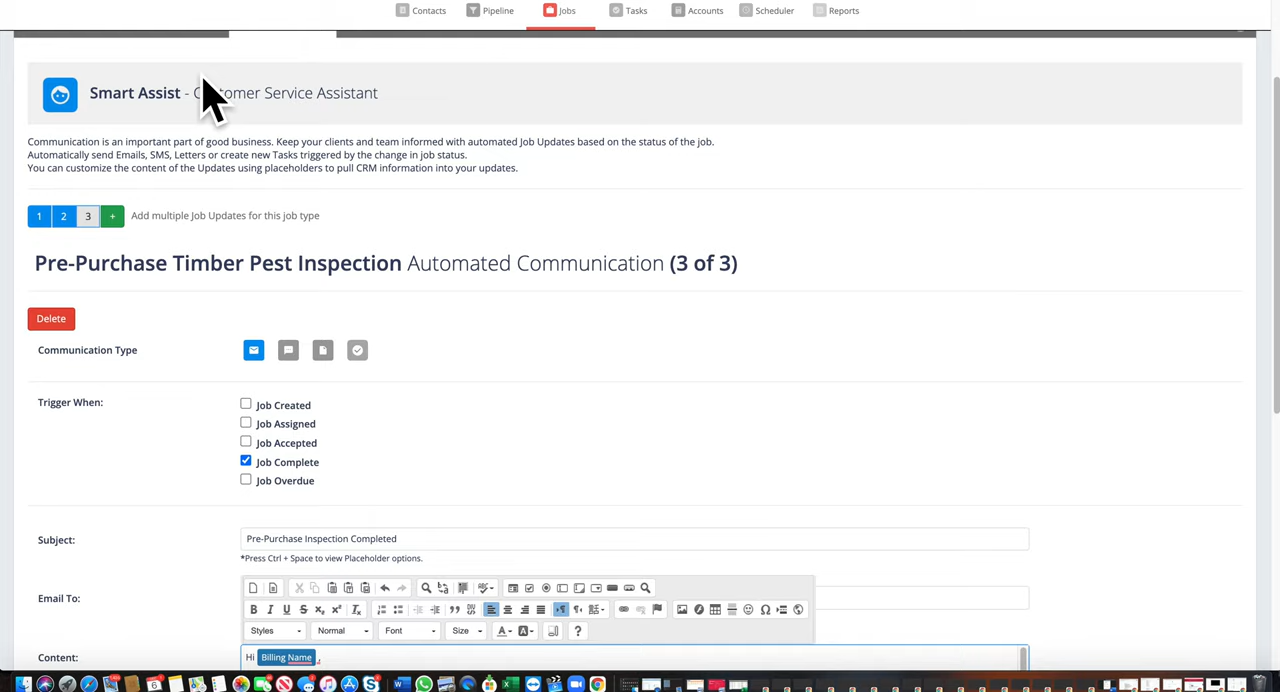 Contacts Pipeline Jobs Tasks Accounts Scheduler Reports
Smart Assist - Customer Service Assistant
Communication is an important part of good business. Keep your clients and team informed with automated Job Updates based on the status of the job.
Automatically send Emails, SMS, Letters or create new Tasks triggered by the change in job status.
You can customize the content of the Updates using placeholders to pull CRM information into your updates.
1 2 3 + Add multiple Job Updates for this job type
Pre-Purchase Timber Pest Inspection Automated Communication (3 of 3)
Delete
Communication Type
Trigger When:
Job Created
Job Assigned
Job Accepted
Job Complete
Job Overdue
Subject: Pre-Purchase Inspection Completed
*Press Ctrl + Space to view Placeholder options.
Email To:
B I U S x₂ x² Tx
Styles Normal Font Size A A ?
Content: Hi Billing Name ,